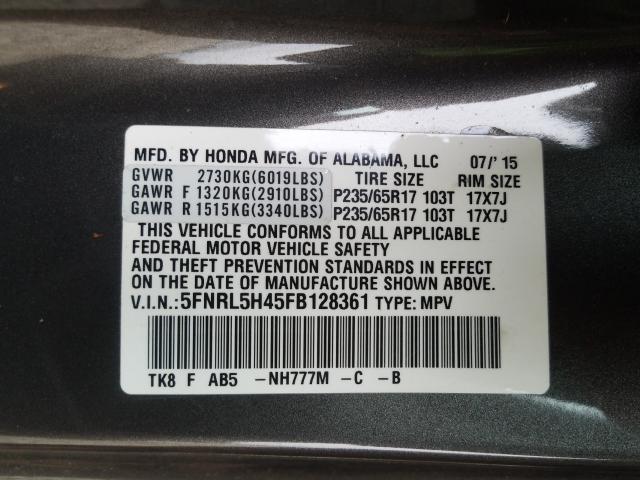 MFD. BY HONDA MFG. OF ALABAMA, LLC 07/'15
GVWR 2730KG(6019LBS) TIRE SIZE RIM SIZE
GAWR F 1320KG(2910LBS) P235/65R17 103T 17X7J
GAWR R 1515KG(3340LBS) P235/65R17 103T 17X7J
THIS VEHICLE CONFORMS TO ALL APPLICABLE
FEDERAL MOTOR VEHICLE SAFETY
AND THEFT PREVENTION STANDARDS IN EFFECT
ON THE DATE OF MANUFACTURE SHOWN ABOVE.
V.I.N.:5FNRL5H45FB128361 TYPE: MPV
TK8 F AB5 -NH777M -C -B